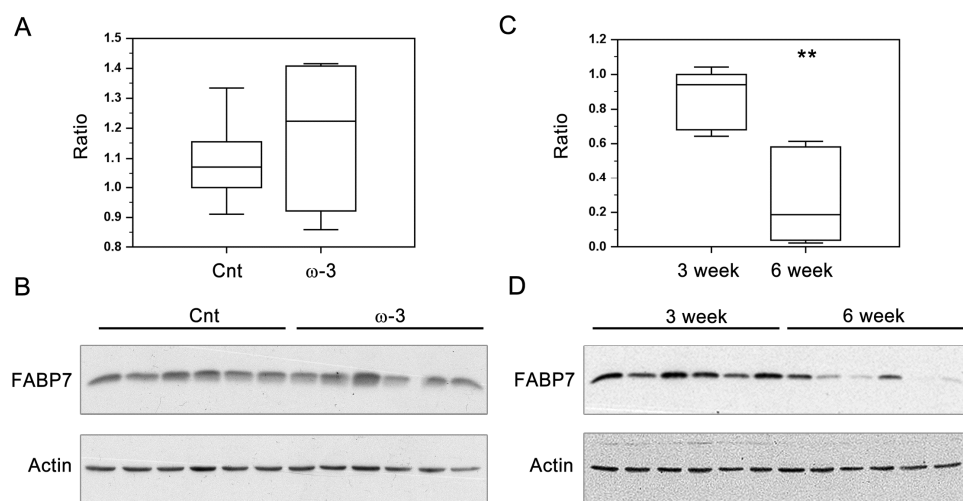 A
1.5
1.4
1.3
1.2
1.1
1.0
0.9
0.8
Ratio
Cnt
ω-3
C
1.2
1.0
0.8
0.6
0.4
0.2
0.0
Ratio
**
3 week
6 week
B
Cnt
ω-3
FABP7
Actin
D
3 week
6 week
FABP7
Actin